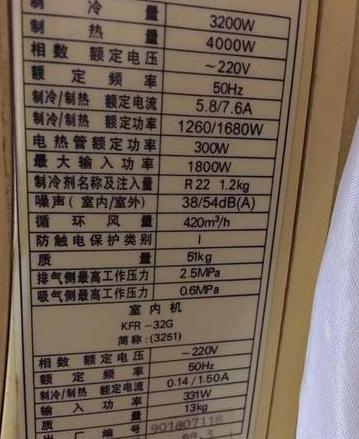 制冷量 3200W
制热量 4000W
相数 额定电压 ~220V
额定频率 50Hz
制冷/制热 额定电流 5.8/7.6A
制冷/制热 额定功率 1260/1680W
电热管额定功率 300W
最大输入功率 1800W
制冷剂名称及注入量 R22 1.2kg
噪声(室内/室外) 38/54dB(A)
循环风量 420m³/h
防触电保护类别 I
质量 51kg
排气侧最高工作压力 2.5MPa
吸气侧最高工作压力 0.6MPa
室内机
KFR-32G
简称:(3251)
相数 额定电压 ~220V
额定频率 50Hz
制冷/制热 额定电流 0.14/1.50A
输入功率 331W
质量 13kg
出厂编号 901807116